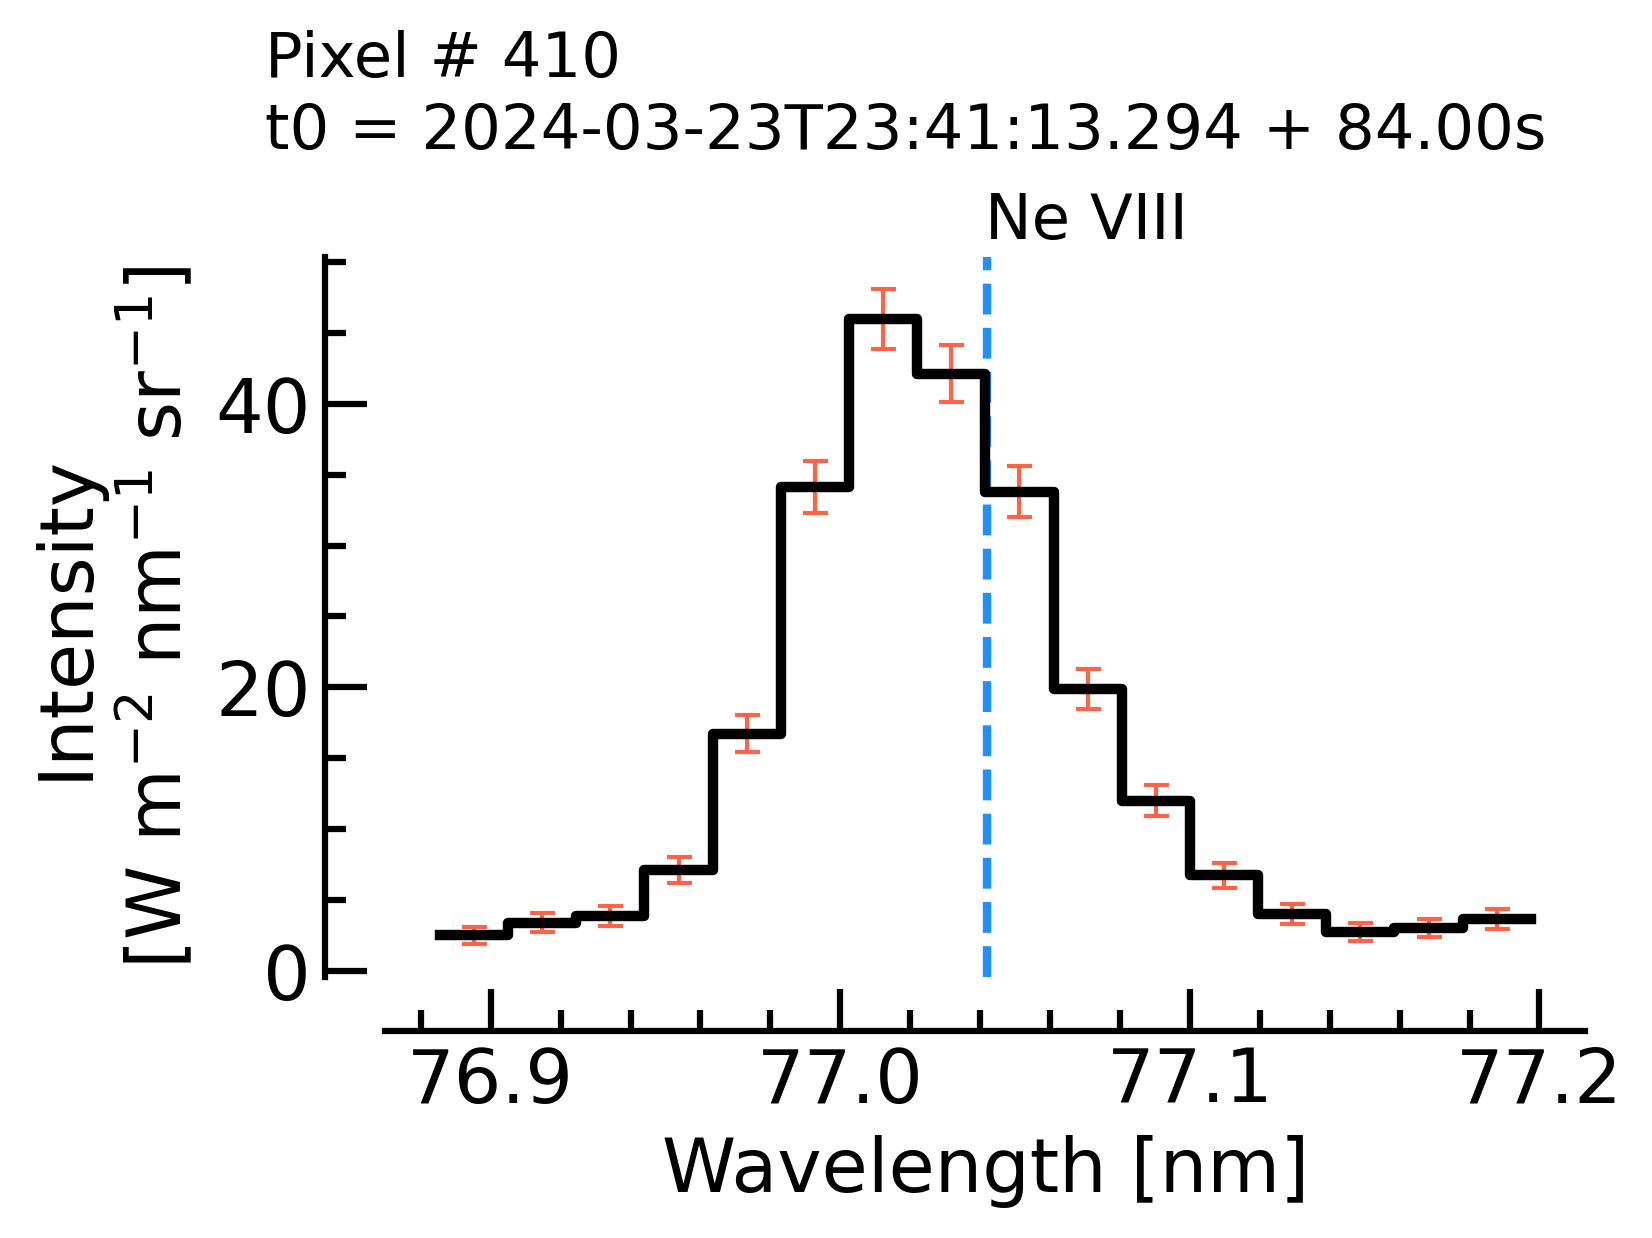 Pixel # 410
t0 = 2024-03-23T23:41:13.294 + 84.00s
Ne VIII
Intensity
[W m⁻² nm⁻¹ sr⁻¹]
40
20
0
76.9 77.0 77.1 77.2
Wavelength [nm]